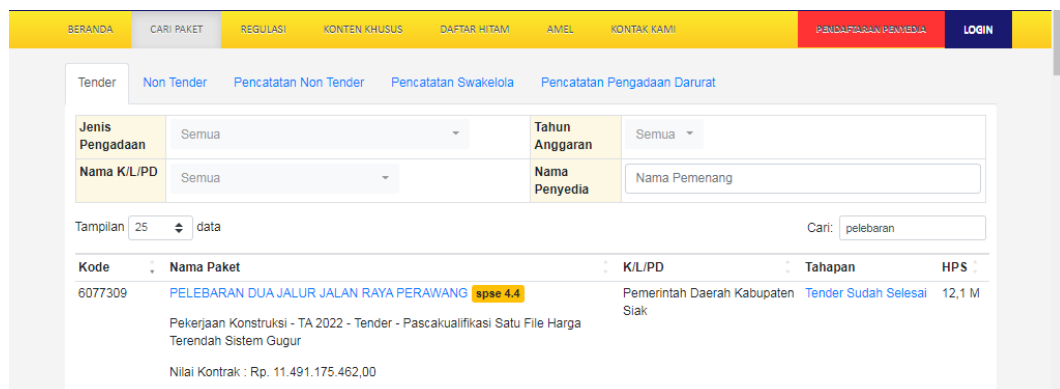 BERANDA CARI PAKET REGULASI KONTEN KHUSUS DAFTAR HITAM AMEL KONTAK KAMI PENDAFTARAN PENYEDIA LOGIN
Tender Non Tender Pencatatan Non Tender Pencatatan Swakelola Pencatatan Pengadaan Darurat
Jenis Pengadaan Semua Tahun Anggaran Semua
Nama K/L/PD Semua Nama Penyedia Nama Pemenang
Tampilan 25 data Cari: pelebaran
Kode Nama Paket K/L/PD Tahapan HPS
6077309 PELEBARAN DUA JALUR JALAN RAYA PERAWANG spse 4.4 Pemerintah Daerah Kabupaten Siak Tender Sudah Selesai 12,1 M
Pekerjaan Konstruksi - TA 2022 - Tender - Pascakualifikasi Satu File Harga
Terendah Sistem Gugur
Nilai Kontrak : Rp. 11.491.175.462,00